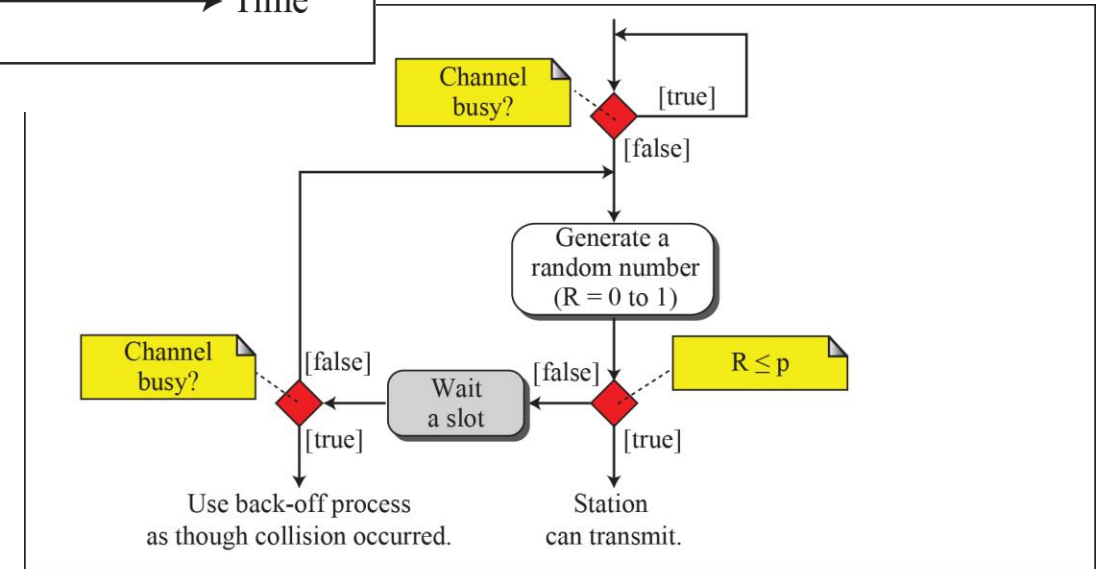 Time
Channel
busy?
[true]
[false]
Generate a
random number
(R = 0 to 1)
Channel
busy?
[false]
Wait
a slot
[false]
R ≤ p
[true]
[true]
Use back-off process
as though collision occurred.
Station
can transmit.